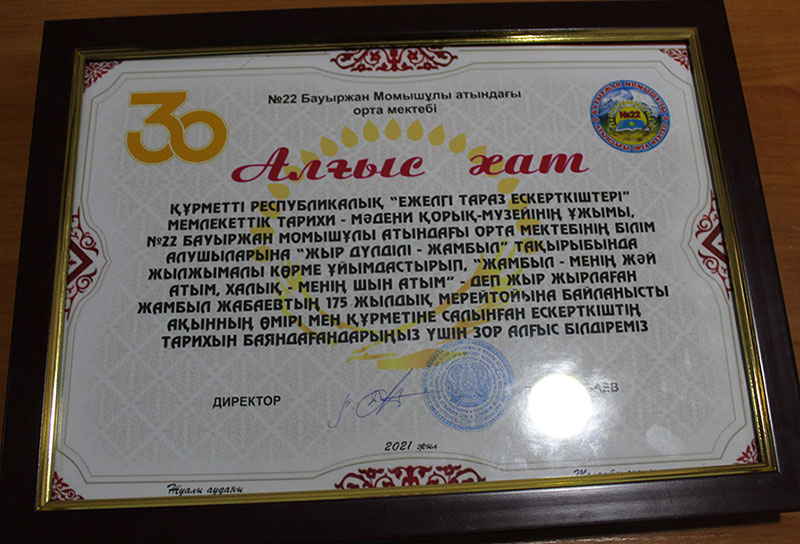 30
№22 Бауыржан Момышұлы атындағы
орта мектебі
№22
Алғыс хат
ҚҰРМЕТТІ РЕСПУБЛИКАЛЫҚ "ЕЖЕЛГІ ТАРАЗ ЕСКЕРТКІШТЕРІ"
МЕМЛЕКЕТТІК ТАРИХИ - МӘДЕНИ ҚОРЫҚ-МУЗЕЙІНІҢ ҰЖЫМЫ,
№22 БАУЫРЖАН МОМЫШҰЛЫ АТЫНДАҒЫ ОРТА МЕКТЕБІНІҢ БІЛІМ
АЛУШЫЛАРЫНА "ЖЫР ДҮЛДІЛІ - ЖАМБЫЛ" ТАҚЫРЫБЫНДА
ЖЫЛЖЫМАЛЫ КӨРМЕ ҰЙЫМДАСТЫРЫП, "ЖАМБЫЛ - МЕНІҢ ЖӘЙ
АТЫМ, ХАЛЫҚ - МЕНІҢ ШЫН АТЫМ" - ДЕП ЖЫР ЖЫРЛАҒАН
ЖАМБЫЛ ЖАБАЕВТЫҢ 175 ЖЫЛДЫҚ МЕРЕЙТОЙЫНА БАЙЛАНЫСТЫ
АҚЫННЫҢ ӨМІРІ МЕН ҚҰРМЕТІНЕ САЛЫНҒАН ЕСКЕРТКІШТІҢ
ТАРИХЫН БАЯНДАҒАНДАРЫҢЫЗ ҮШІН ЗОР АЛҒЫС БІЛДІРЕМІЗ
ДИРЕКТОР
2021 жыл
Жуалы ауданы